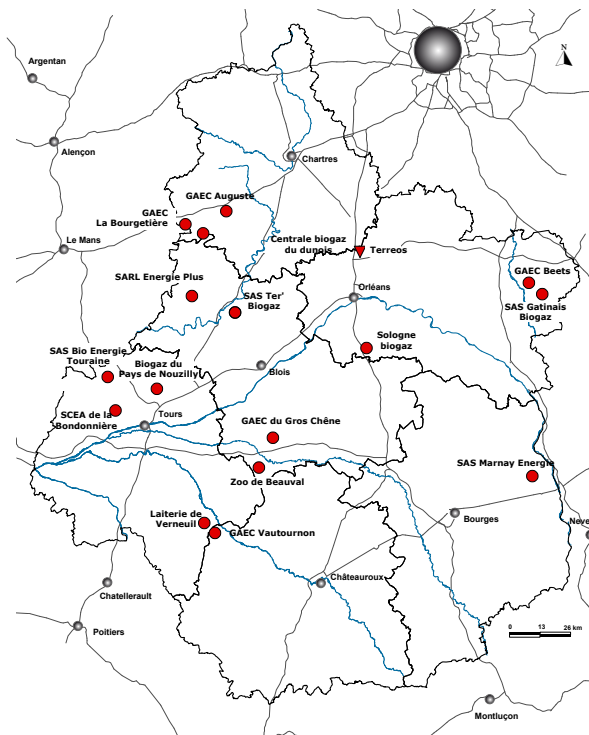 Argentan
N
Alençon
Chartres
GAEC Auguste
GAEC
La Bourgetière
Le Mans
Centrale biogaz
du dunois
Terreos
SARL Energie Plus
GAEC Beets
Orléans
SAS Gatinais
Biogaz
SAS Ter'
Biogaz
Sologne
biogaz
SAS Bio Energie
Touraine
Biogaz du
Pays de Nouzilly
Blois
SCEA de la
Bondonnière
Tours
GAEC du Gros Chêne
SAS Marnay Energie
Zoo de Beauval
Laiterie de
Verneuil
Bourges
Neve
GAEC Vautournon
Châteauroux
Chatellerault
Poitiers
0 13 26 km
Montluçon